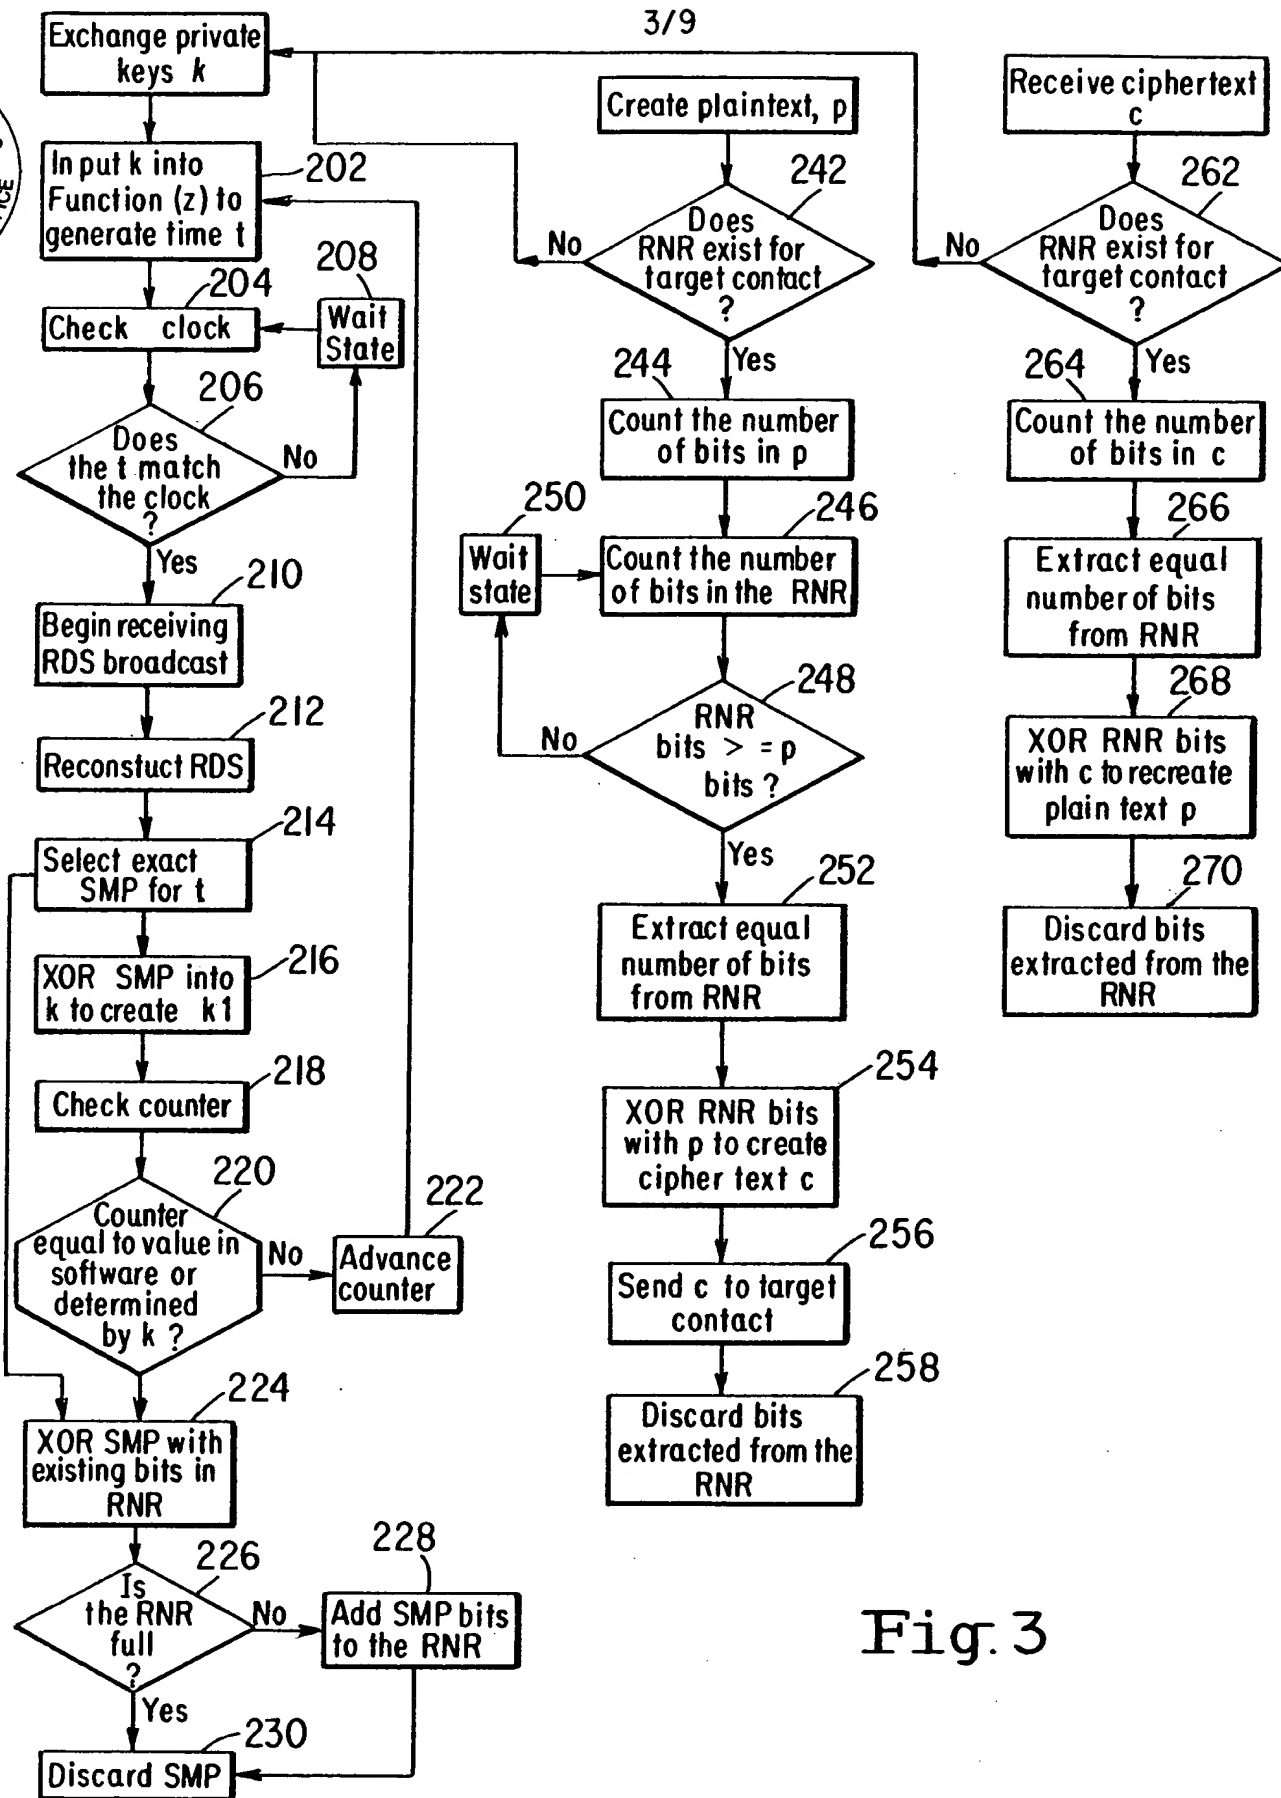 3/9
Exchange private
keys k
Input k into
Function (z) to
generate time t
202
204
Check clock
208
Wait
State
206
Does
the t match
the clock
?
No
Yes
210
Begin receiving
RDS broadcast
212
Reconstuct RDS
214
Select exact
SMP for t
216
XOR SMP into
k to create k1
218
Check counter
220
Counter
equal to value in
software or
determined
by k ?
No
222
Advance
counter
224
XOR SMP with
existing bits in
RNR
226
Is
the RNR
full
?
No
228
Add SMP bits
to the RNR
Yes
230
Discard SMP
Create plaintext, p
242
Does
RNR exist for
target contact
?
No
Yes
244
Count the number
of bits in p
250
Wait
state
246
Count the number
of bits in the RNR
248
RNR
bits > = p
bits ?
No
Yes
252
Extract equal
number of bits
from RNR
254
XOR RNR bits
with p to create
cipher text c
256
Send c to target
contact
258
Discard bits
extracted from the
RNR
Receive ciphertext
c
262
Does
RNR exist for
target contact
?
No
Yes
264
Count the number
of bits in c
266
Extract equal
number of bits
from RNR
268
XOR RNR bits
with c to recreate
plain text p
270
Discard bits
extracted from the
RNR
Fig. 3